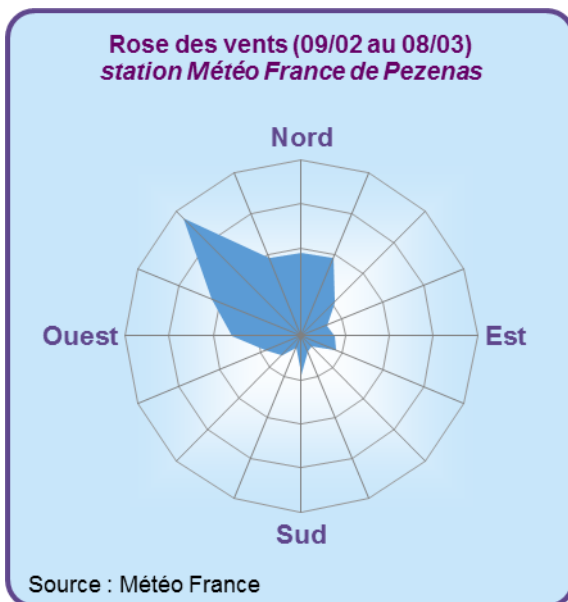 Rose des vents (09/02 au 08/03)
station Météo France de Pezenas
Nord
Ouest
Est
Sud
Source : Météo France